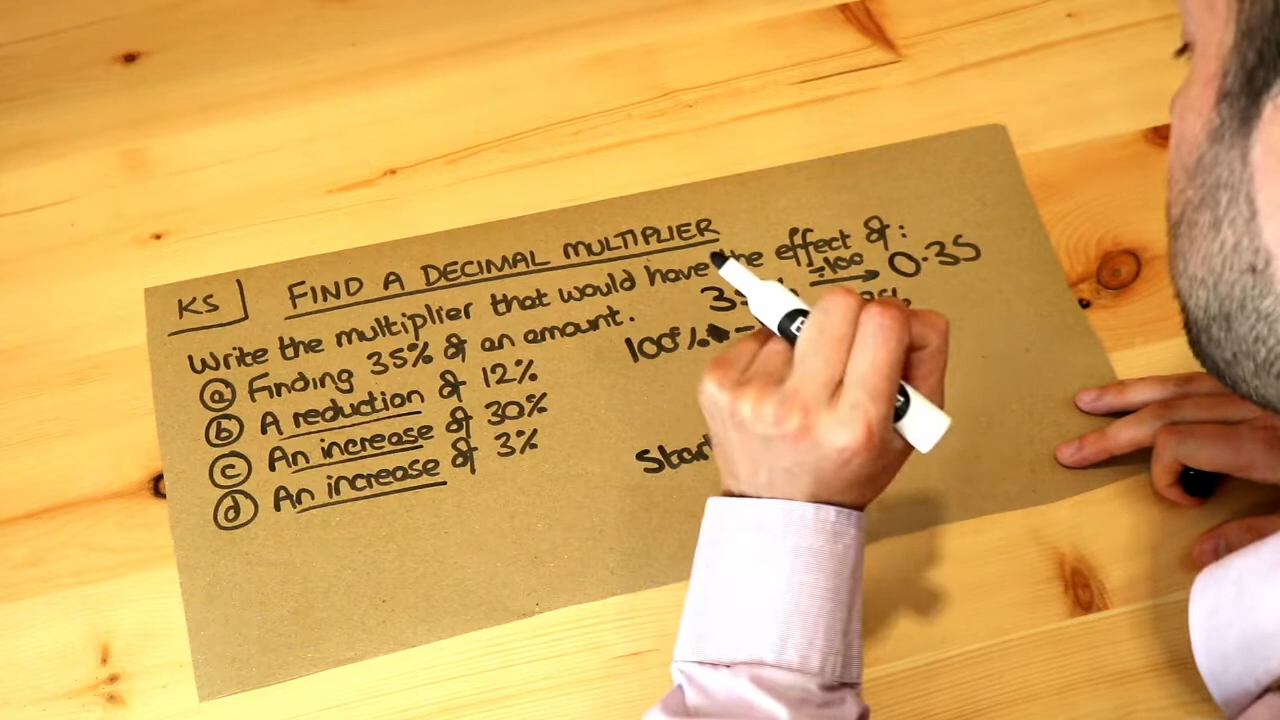 KS
FIND A DECIMAL MULTIPLIER
Write the multiplier that would have the effect of:
ⓐ Finding 35% of an amount.
ⓑ A reduction of 12%
ⓒ An increase of 30%
ⓓ An increase of 3%
÷100 0.35
100% -
Start